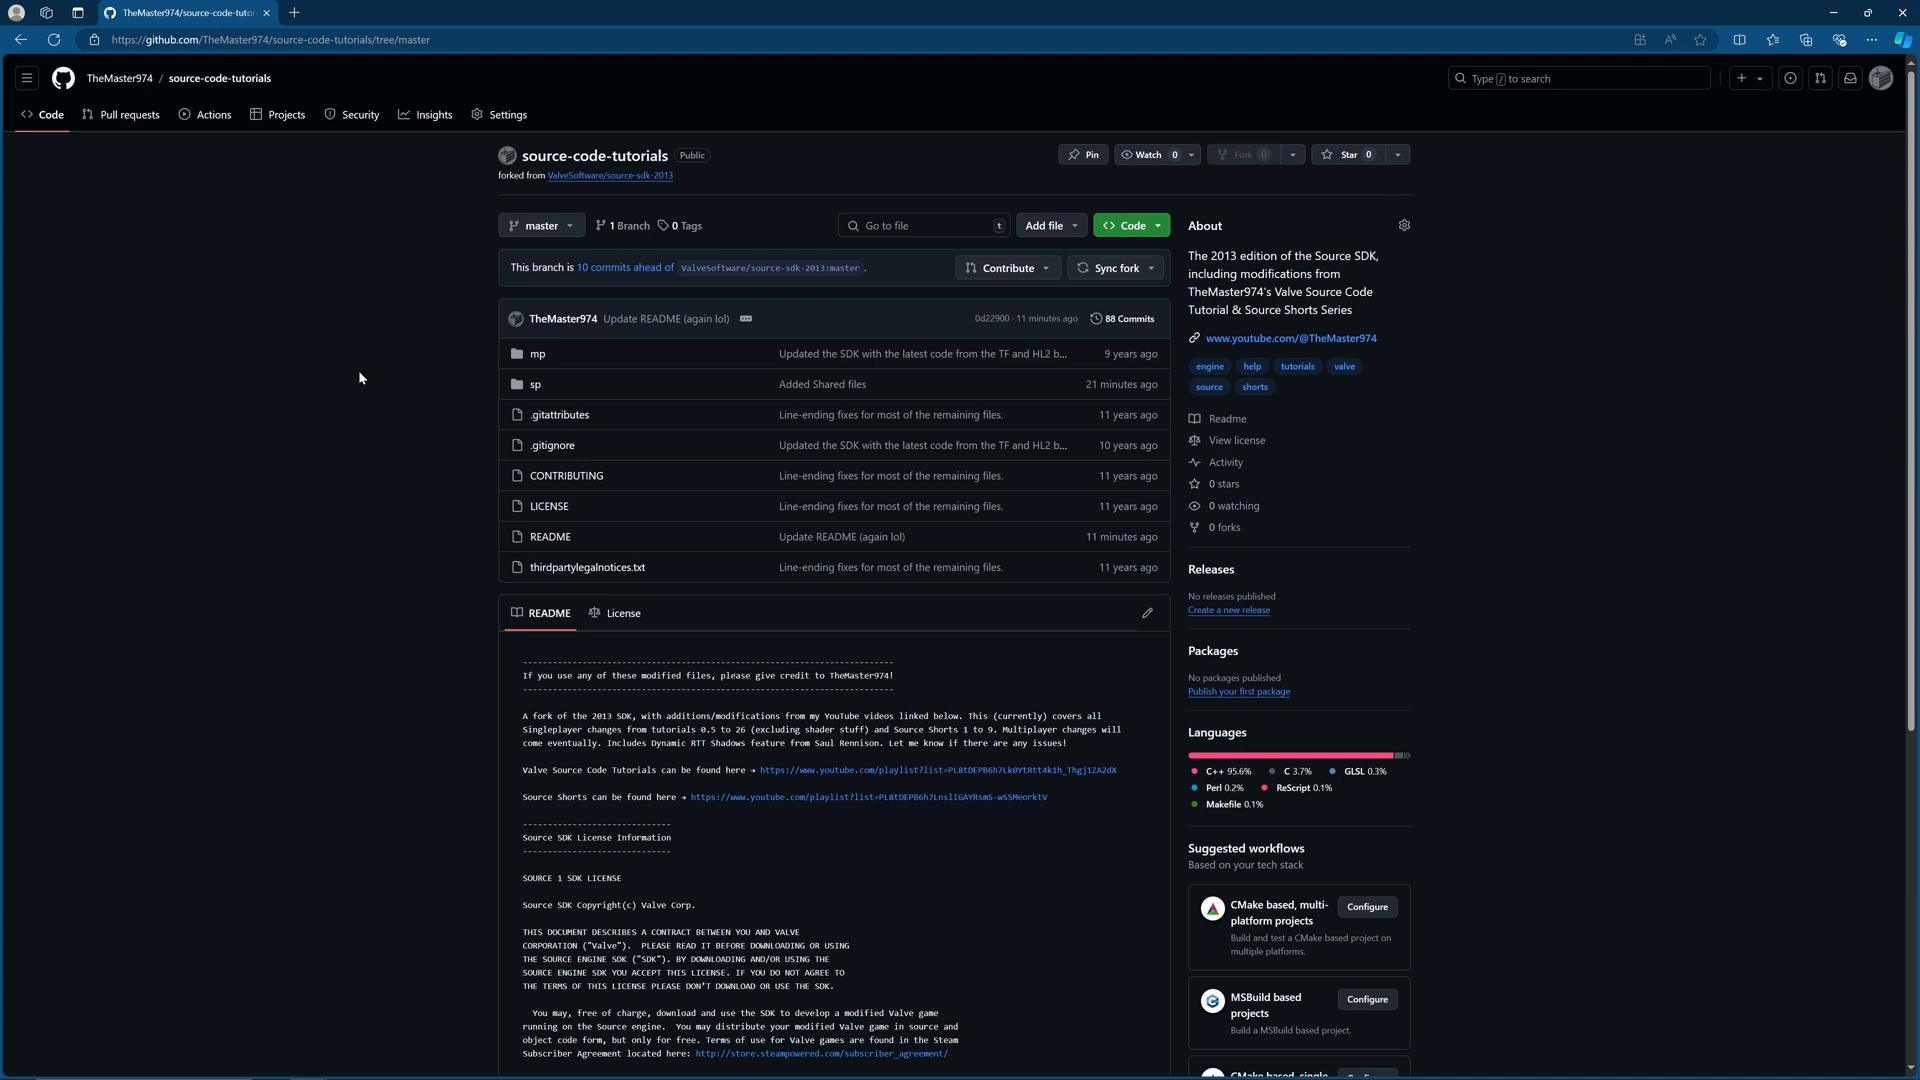 TheMaster974/source-code-tutor
https://github.com/TheMaster974/source-code-tutorials/tree/master
TheMaster974 / source-code-tutorials
Type / to search
Code Pull requests Actions Projects Security Insights Settings
source-code-tutorials Public
Pin Watch 0 Fork 0 Star 0
forked from ValveSoftware/source-sdk-2013
master 1 Branch 0 Tags Go to file t Add file Code
This branch is 10 commits ahead of ValveSoftware/source-sdk-2013:master .
Contribute Sync fork
TheMaster974 Update README (again lol) 0d22900 · 11 minutes ago 88 Commits
mp Updated the SDK with the latest code from the TF and HL2 b... 9 years ago
sp Added Shared files 21 minutes ago
.gitattributes Line-ending fixes for most of the remaining files. 11 years ago
.gitignore Updated the SDK with the latest code from the TF and HL2 b... 10 years ago
CONTRIBUTING Line-ending fixes for most of the remaining files. 11 years ago
LICENSE Line-ending fixes for most of the remaining files. 11 years ago
README Update README (again lol) 11 minutes ago
thirdpartylegalnotices.txt Line-ending fixes for most of the remaining files. 11 years ago
README License
--------------------------------------------------------------------------
If you use any of these modified files, please give credit to TheMaster974!
--------------------------------------------------------------------------
A fork of the 2013 SDK, with additions/modifications from my YouTube videos linked below. This (currently) covers all
Singleplayer changes from tutorials 0.5 to 26 (excluding shader stuff) and Source Shorts 1 to 9. Multiplayer changes will
come eventually. Includes Dynamic RTT Shadows feature from Saul Rennison. Let me know if there are any issues!
Valve Source Code Tutorials can be found here → https://www.youtube.com/playlist?list=PL8tDEPB6h7Lk0YtRtt4k1h_Thgj1ZA2dX
Source Shorts can be found here → https://www.youtube.com/playlist?list=PL8tDEPB6h7LnslIGAYRsmS-wS5MeorktV
------------------------------
Source SDK License Information
------------------------------
SOURCE 1 SDK LICENSE
Source SDK Copyright(c) Valve Corp.
THIS DOCUMENT DESCRIBES A CONTRACT BETWEEN YOU AND VALVE
CORPORATION ("Valve"). PLEASE READ IT BEFORE DOWNLOADING OR USING
THE SOURCE ENGINE SDK ("SDK"). BY DOWNLOADING AND/OR USING THE
SOURCE ENGINE SDK YOU ACCEPT THIS LICENSE. IF YOU DO NOT AGREE TO
THE TERMS OF THIS LICENSE PLEASE DON'T DOWNLOAD OR USE THE SDK.
You may, free of charge, download and use the SDK to develop a modified Valve game
running on the Source engine. You may distribute your modified Valve game in source and
object code form, but only for free. Terms of use for Valve games are found in the Steam
Subscriber Agreement located here: http://store.steampowered.com/subscriber_agreement/
About
The 2013 edition of the Source SDK,
including modifications from
TheMaster974's Valve Source Code
Tutorial & Source Shorts Series
www.youtube.com/@TheMaster974
engine help tutorials valve
source shorts
Readme
View license
Activity
0 stars
0 watching
0 forks
Releases
No releases published
Create a new release
Packages
No packages published
Publish your first package
Languages
C++ 95.6% C 3.7% GLSL 0.3%
Perl 0.2% ReScript 0.1%
Makefile 0.1%
Suggested workflows
Based on your tech stack
CMake based, multi-
platform projects
Configure
Build and test a CMake based project on
multiple platforms.
MSBuild based
projects
Configure
Build a MSBuild based project.
CMake based, single